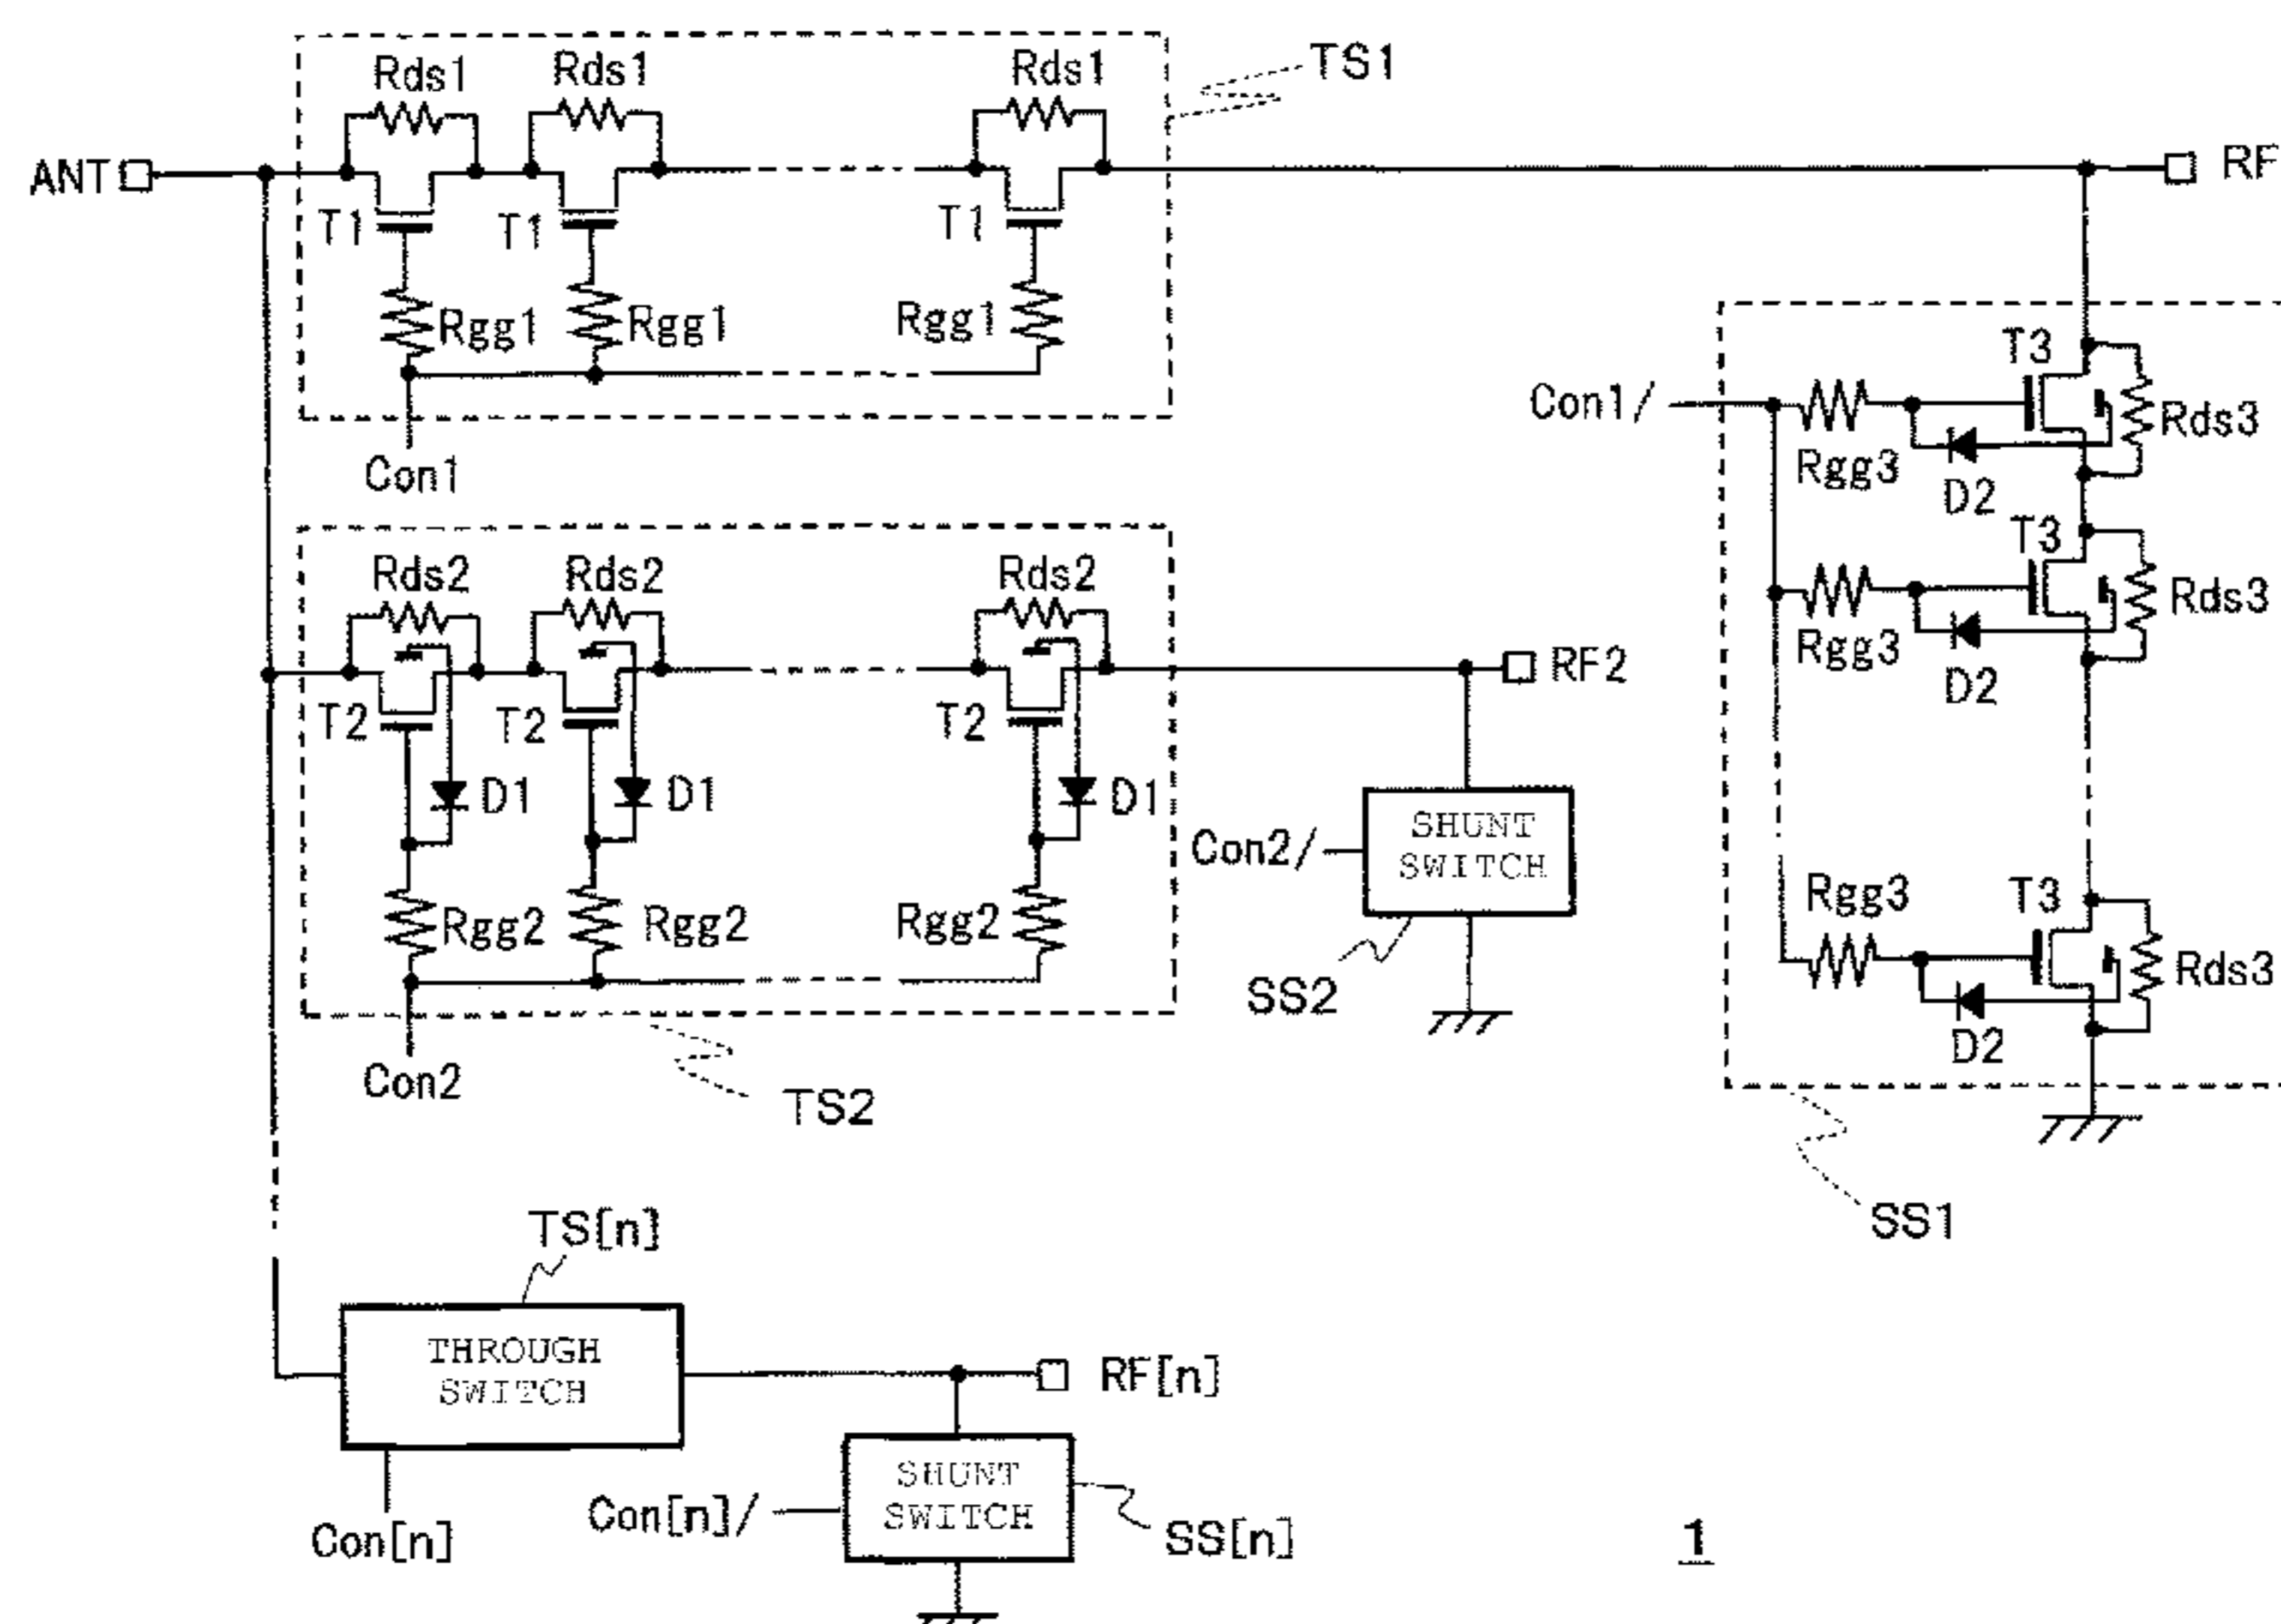 Rds1 Rds1 Rds1 TS1
ANT RF
T1 T1 T1
Rgg1 Rgg1 Rgg1
Con1
T3
Con1/ Rds3
Rgg3 D2
T3
Rds3
Rgg3 D2
Rgg3 T3
Rds3
D2
SS1
Rds2 Rds2 Rds2
RF2
T2 T2 T2
D1 D1 D1
Con2/ SHUNT
SWITCH
Rgg2 Rgg2 Rgg2
SS2
Con2
TS2
TS[n]
THROUGH
SWITCH
RF[n]
Con[n]
Con[n]/ SHUNT
SWITCH
SS[n]
1